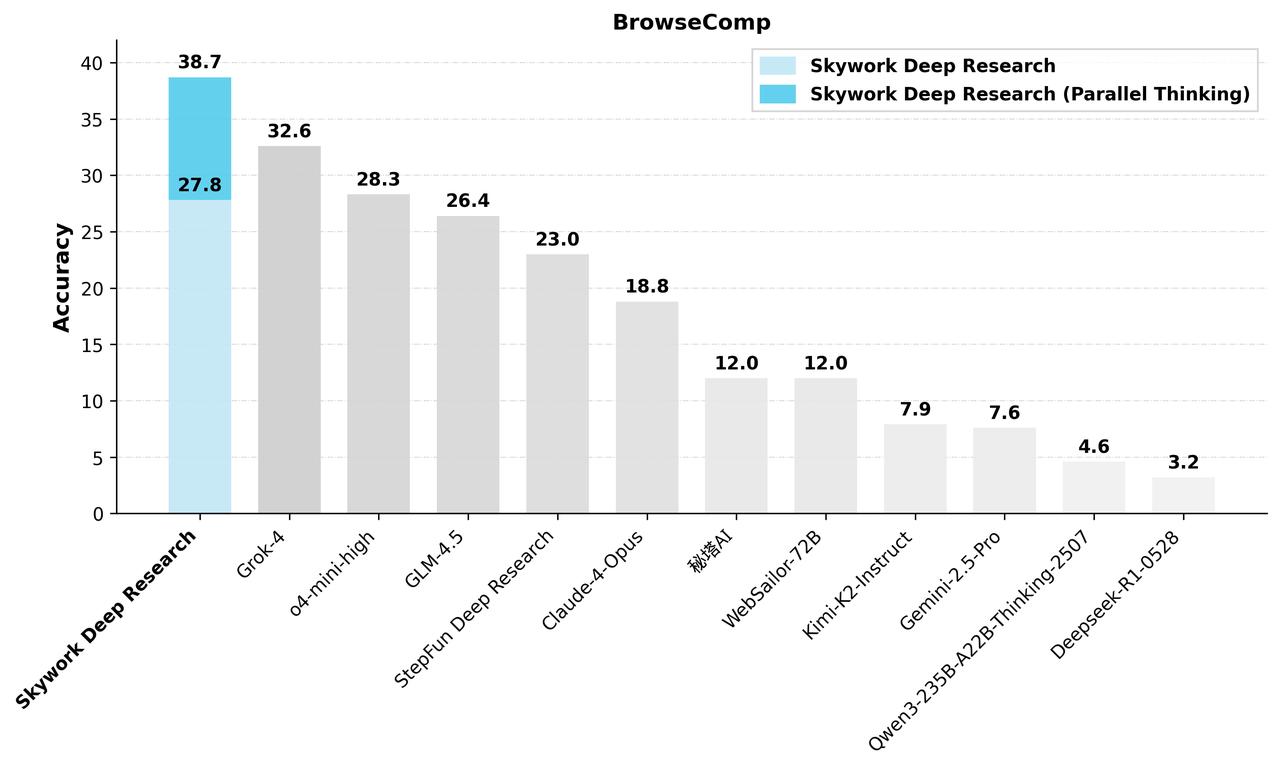 BrowseComp
Skywork Deep Research
Skywork Deep Research (Parallel Thinking)
Accuracy
40
35
30
25
20
15
10
5
0
38.7
27.8
32.6
28.3
26.4
23.0
18.8
12.0
12.0
7.9
7.6
4.6
3.2
Skywork Deep Research
Grok-4
o4-mini-high
GLM-4.5
StepFun Deep Research
Claude-4-Opus
秘塔AI
WebSailor-72B
Kimi-K2-Instruct
Gemini-2.5-Pro
Qwen3-235B-A22B-Thinking-2507
Deepseek-R1-0528